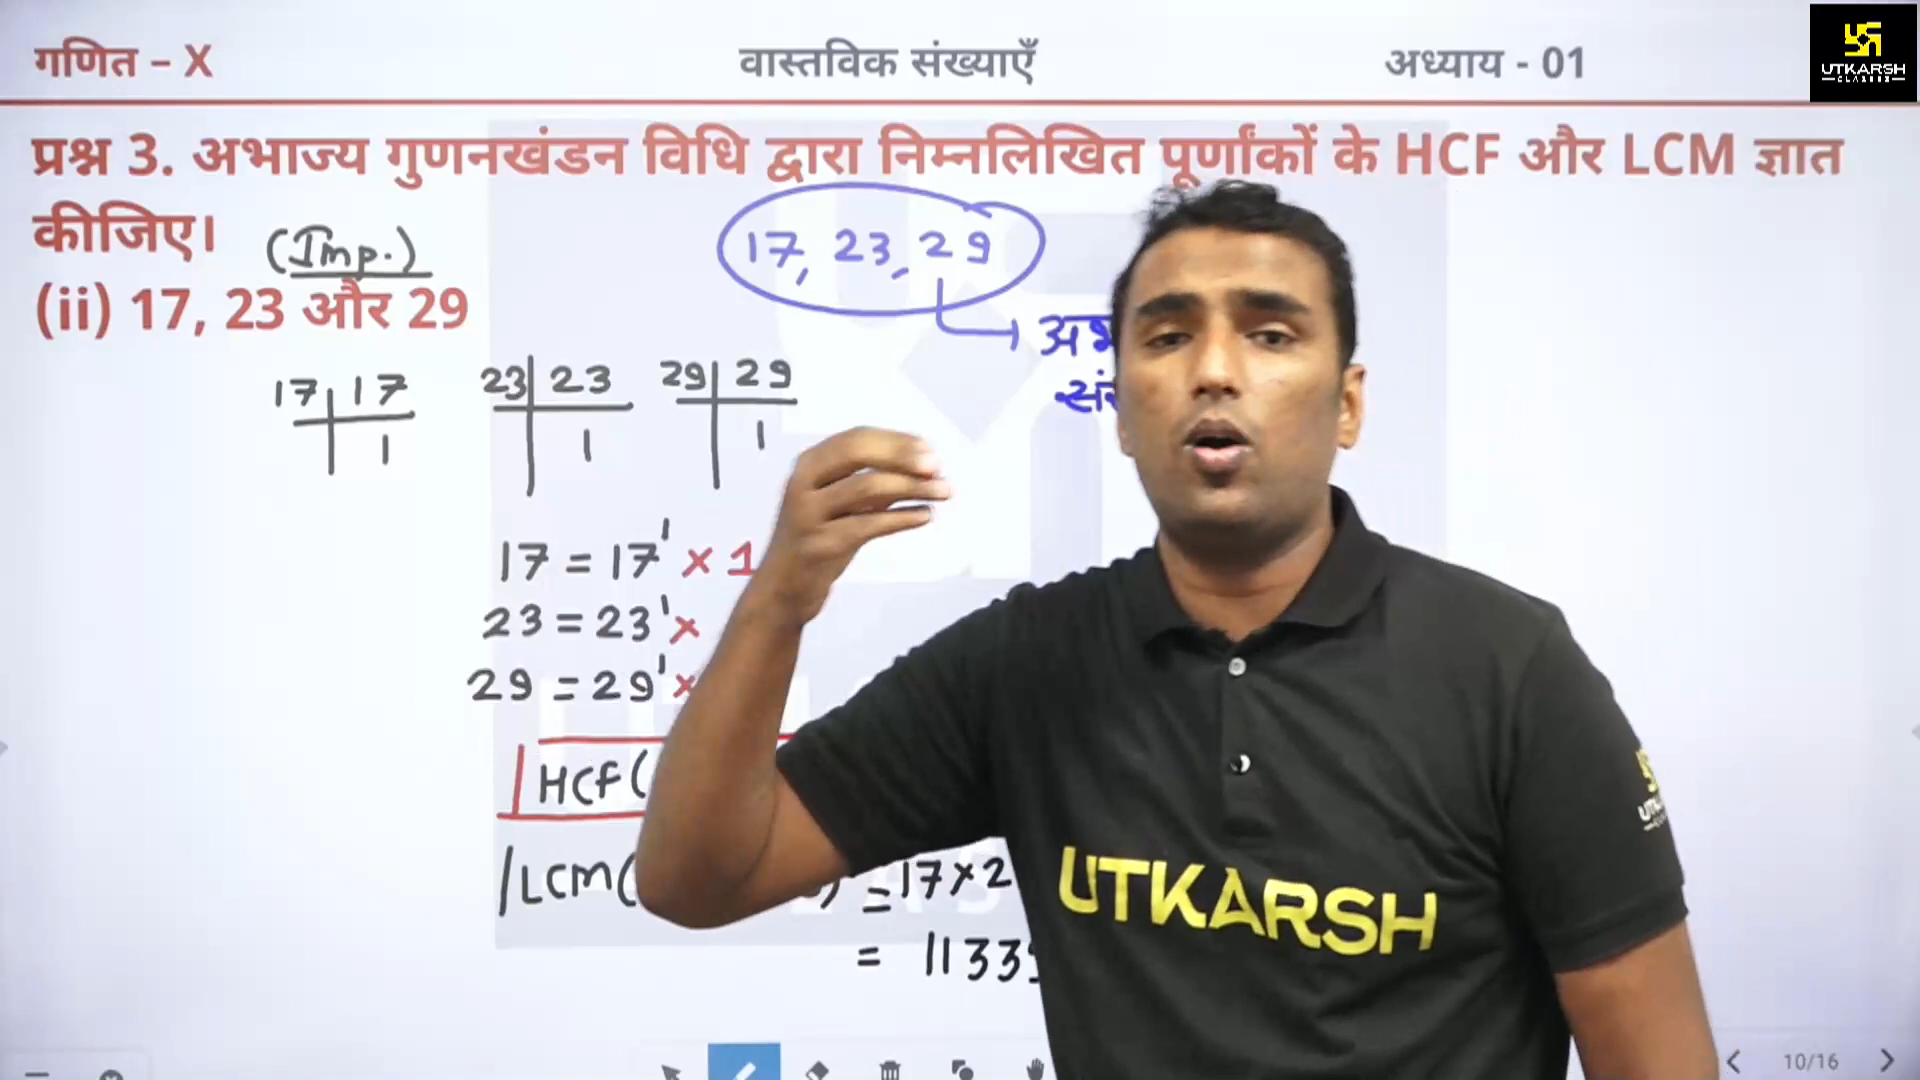 गणित – X
वास्तविक संख्याएँ
अध्याय - 01
UTKARSH
CLASSES
प्रश्न 3. अभाज्य गुणनखंडन विधि द्वारा निम्नलिखित पूर्णांकों के HCF और LCM ज्ञात
कीजिए।
(Imp.)
17, 23, 29
(ii) 17, 23 और 29
17 17
1
23 23
1
29 29
1
17 = 17¹ × 1
23 = 23¹ ×
29 = 29¹ ×
HCF(
LCM(
) = 17 × 2
= 1133
UTKARSH
10/16